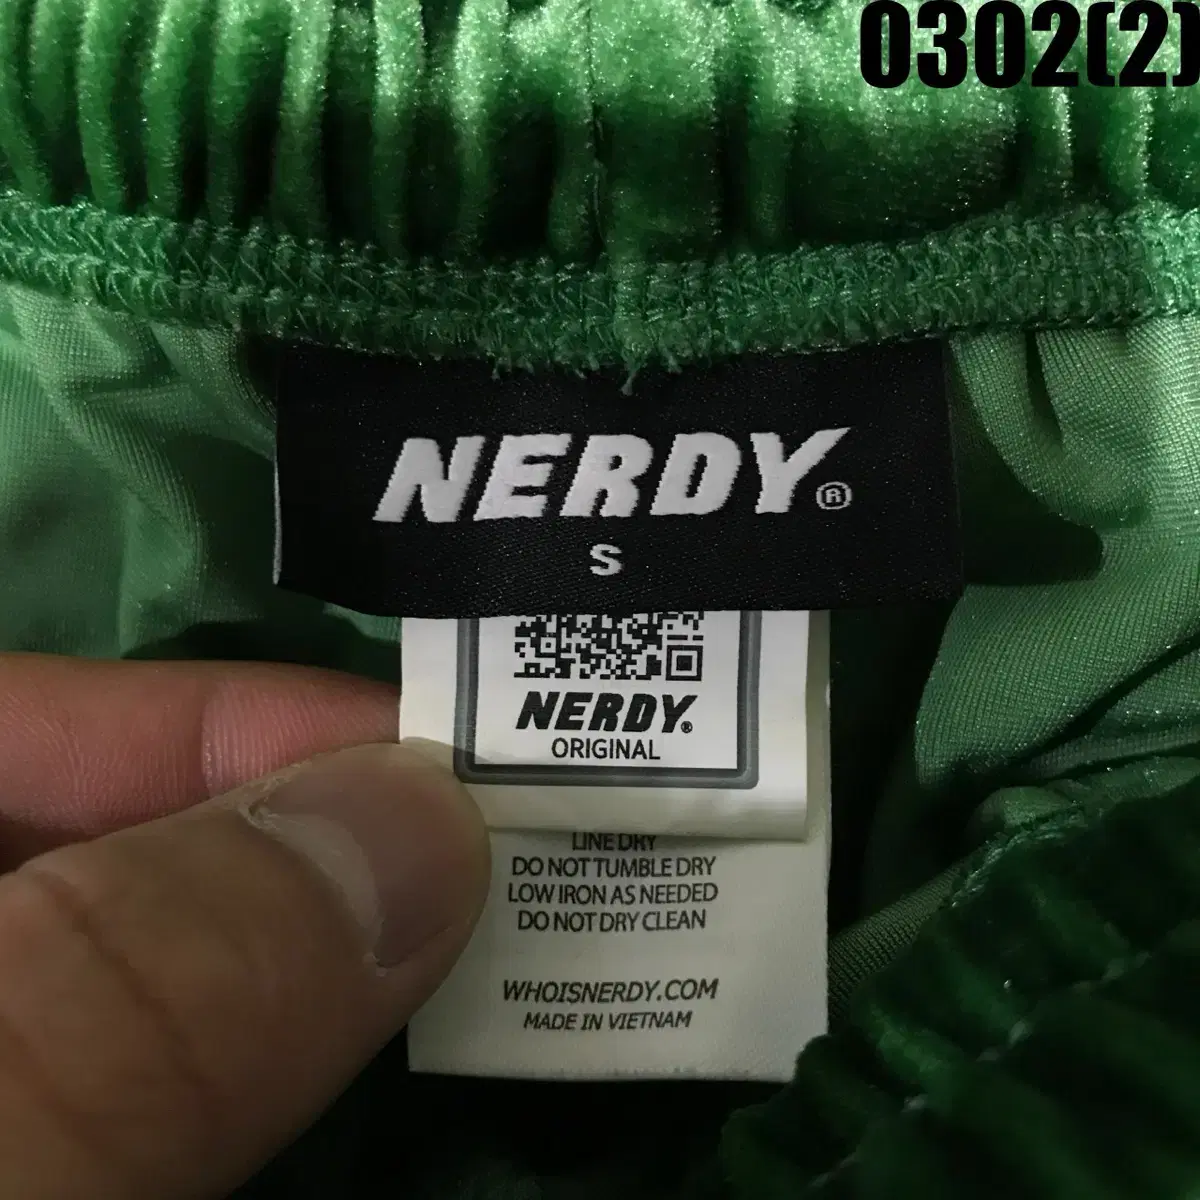 0302(2)
NERDY®
S
NERDY®
ORIGINAL
LINE DRY
DO NOT TUMBLE DRY
LOW IRON AS NEEDED
DO NOT DRY CLEAN
WHOISNERDY.COM
MADE IN VIETNAM